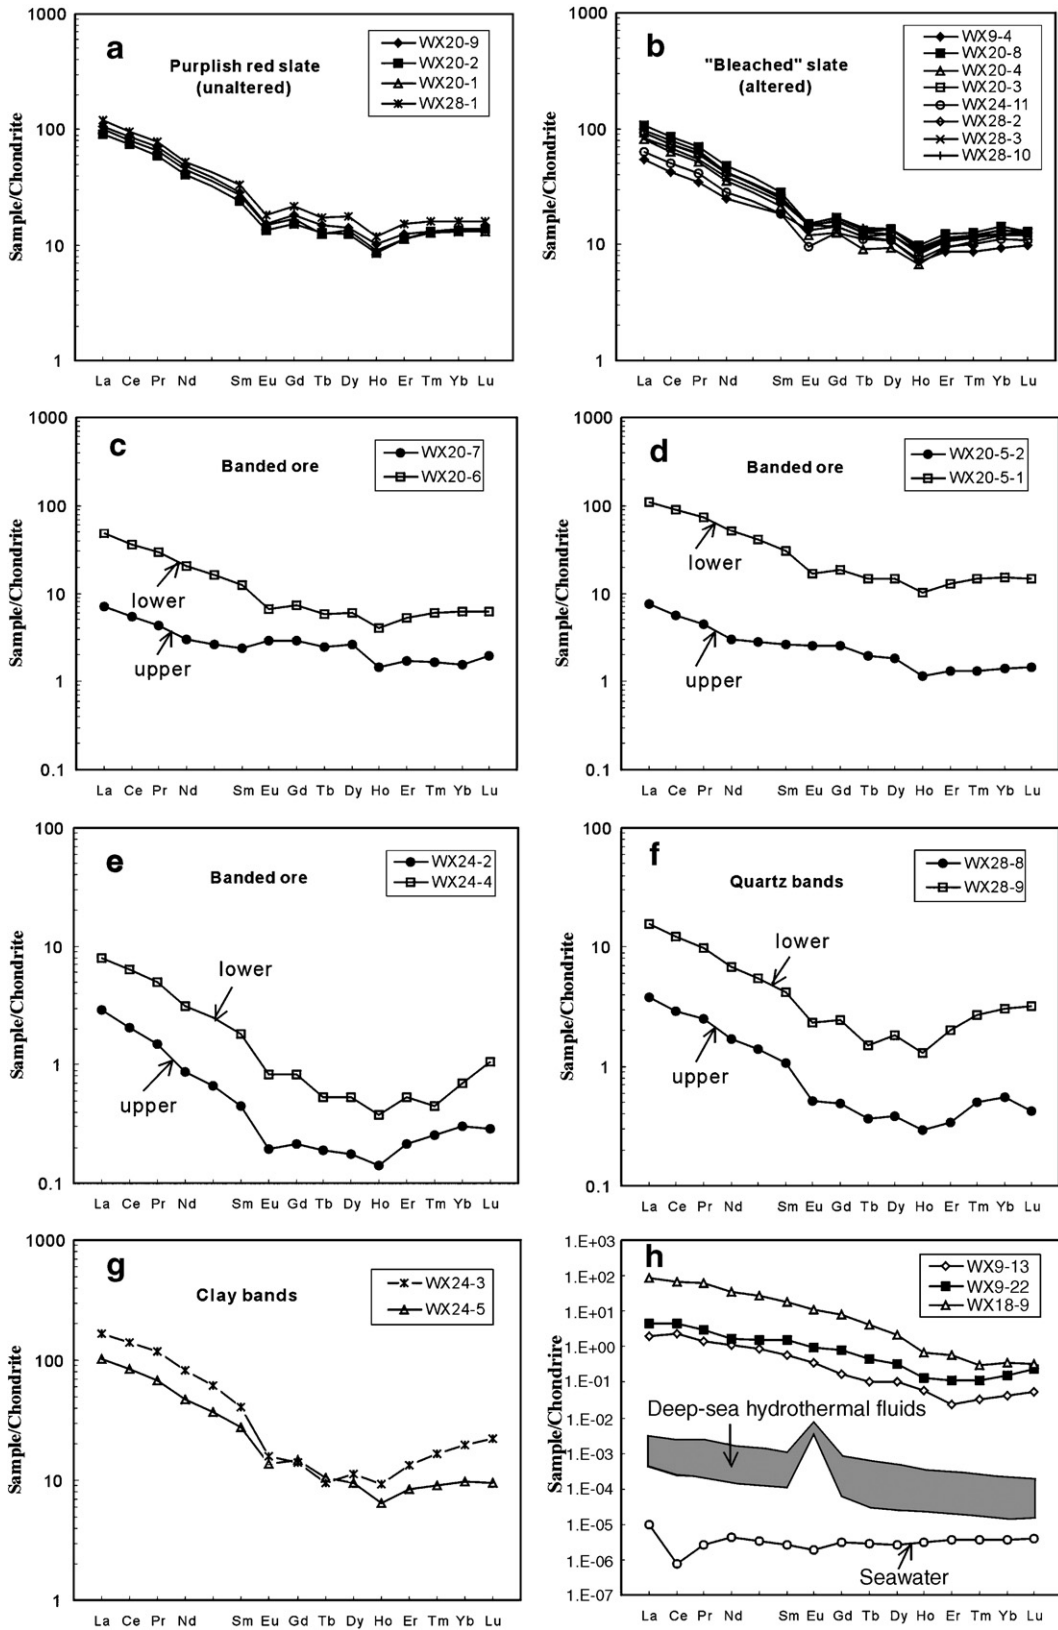 a
Purplish red slate
(unaltered)
WX20-9
WX20-2
WX20-1
WX28-1
Sample/Chondrite
1000
100
10
1
La Ce Pr Nd Sm Eu Gd Tb Dy Ho Er Tm Yb Lu
b
"Bleached" slate
(altered)
WX9-4
WX20-8
WX20-4
WX20-3
WX24-11
WX28-2
WX28-3
WX28-10
Sample/Chondrite
1000
100
10
1
La Ce Pr Nd Sm Eu Gd Tb Dy Ho Er Tm Yb Lu
c
Banded ore
WX20-7
WX20-6
lower
upper
Sample/Chondrite
1000
100
10
1
0.1
La Ce Pr Nd Sm Eu Gd Tb Dy Ho Er Tm Yb Lu
d
Banded ore
WX20-5-2
WX20-5-1
lower
upper
Sample/Chondrite
1000
100
10
1
0.1
La Ce Pr Nd Sm Eu Gd Tb Dy Ho Er Tm Yb Lu
e
Banded ore
WX24-2
WX24-4
lower
upper
Sample/Chondrite
100
10
1
0.1
La Ce Pr Nd Sm Eu Gd Tb Dy Ho Er Tm Yb Lu
f
Quartz bands
WX28-8
WX28-9
lower
upper
Sample/Chondrite
100
10
1
0.1
La Ce Pr Nd Sm Eu Gd Tb Dy Ho Er Tm Yb Lu
g
Clay bands
WX24-3
WX24-5
Sample/Chondrite
1000
100
10
1
La Ce Pr Nd Sm Eu Gd Tb Dy Ho Er Tm Yb Lu
h
WX9-13
WX9-22
WX18-9
Deep-sea hydrothermal fluids
Seawater
Sample/Chondrire
1.E+03
1.E+02
1.E+01
1.E+00
1.E-01
1.E-02
1.E-03
1.E-04
1.E-05
1.E-06
1.E-07
La Ce Pr Nd Sm Eu Gd Tb Dy Ho Er Tm Yb Lu